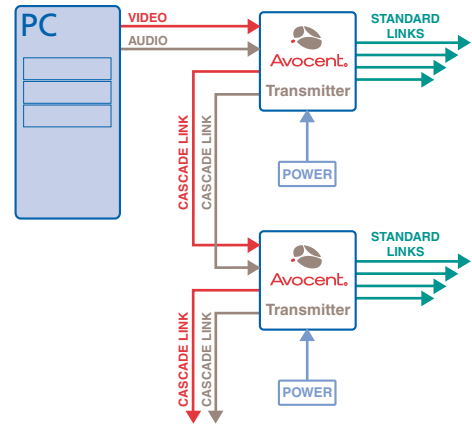 PC
VIDEO
AUDIO
Avocent.
Transmitter
STANDARD
LINKS
CASCADE LINK
CASCADE LINK
POWER
Avocent.
Transmitter
STANDARD
LINKS
CASCADE LINK
CASCADE LINK
POWER